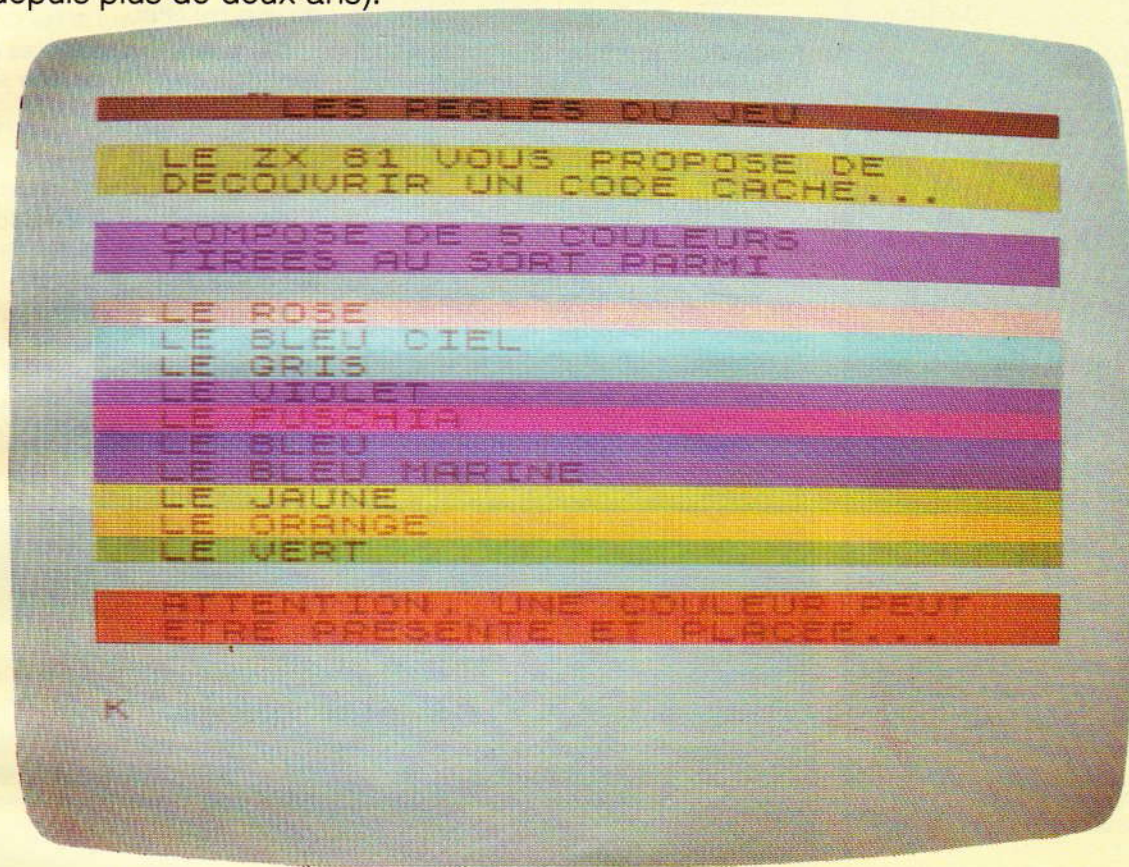 depuis plus de deux ans).
"LES REGLES DU JEU
LE ZX 81 VOUS PROPOSE DE
DECOUVRIR UN CODE CACHE...
COMPOSE DE 5 COULEURS
TIREES AU SORT PARMI
LE ROSE
LE BLEU CIEL
LE GRIS
LE VIOLET
LE FUSCHIA
LE BLEU
LE BLEU MARINE
LE JAUNE
LE ORANGE
LE VERT
ATTENTION. UNE COULEUR PEUT
ETRE PRESENTE ET PLACEE...
K